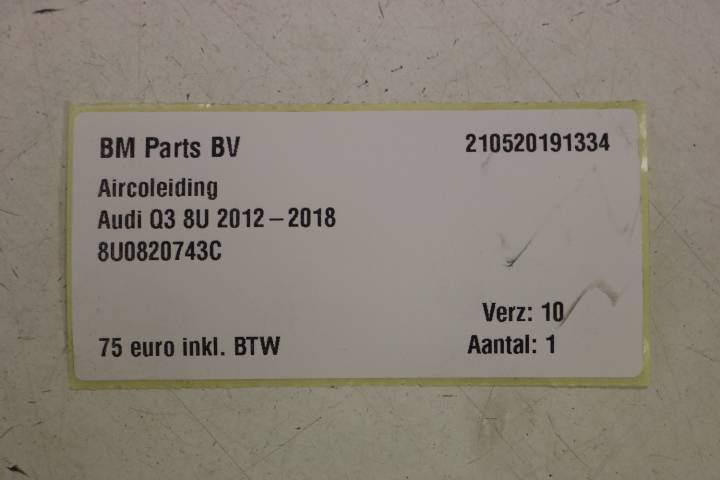 BM Parts BV 210520191334
Aircoleiding
Audi Q3 8U 2012 – 2018
8U0820743C
Verz: 10
75 euro inkl. BTW Aantal: 1